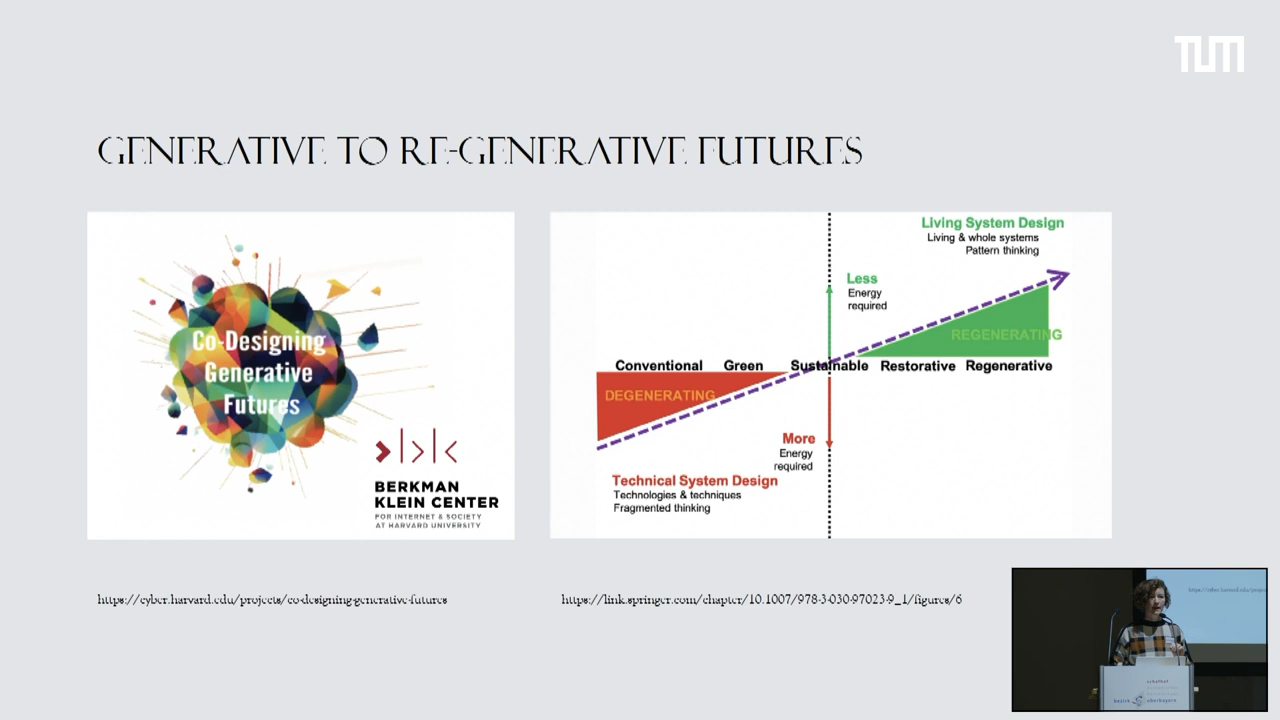 TUM
GENERATIVE TO RE-GENERATIVE FUTURES
Co-Designing
Generative
Futures
BERKMAN
KLEIN CENTER
FOR INTERNET & SOCIETY
AT HARVARD UNIVERSITY
Living System Design
Living & whole systems
Pattern thinking
Less
Energy
required
REGENERATING
Conventional Green Sustainable Restorative Regenerative
DEGENERATING
More
Energy
required
Technical System Design
Technologies & techniques
Fragmented thinking
https://cyber.harvard.edu/projects/co-designing-generative-futures
https://link.springer.com/chapter/10.1007/978-3-030-97023-9_1/figures/6
bezirk oberbayern